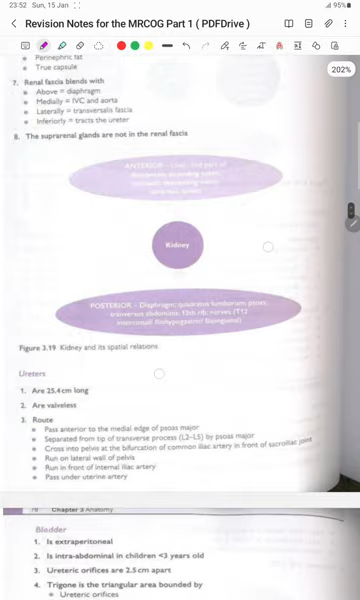 23:52 Sun, 15 Jan
95%
Revision Notes for the MRCOG Part 1 ( PDFDrive )
202%
Perinephric fat
True capsule
7. Renal fascia blends with
Above = diaphragm
Medially = IVC and aorta
Laterally = transversalis fascia
Inferiorly = tracts the ureter
8. The suprarenal glands are not in the renal fascia
ANTERIOR – part of
Kidney
POSTERIOR – Diaphragm; quadratus lumborum; psoas;
transversus abdominis; 12th rib; nerves (T12
Figure 3.19 Kidney and its spatial relations
Ureters
1. Are 25.4 cm long
2. Are valveless
3. Route
Pass anterior to the medial edge of psoas major
Separated from tip of transverse process (L2–L5) by psoas major
Cross into pelvis at the bifurcation of common iliac artery in front of sacroiliac joint
Run on lateral wall of pelvis
Run in front of internal iliac artery
Pass under uterine artery
Chapter 3 Anatomy
Bladder
1. Is extraperitoneal
2. Is intra-abdominal in children <3 years old
3. Ureteric orifices are 2.5 cm apart
4. Trigone is the triangular area bounded by
Ureteric orifices